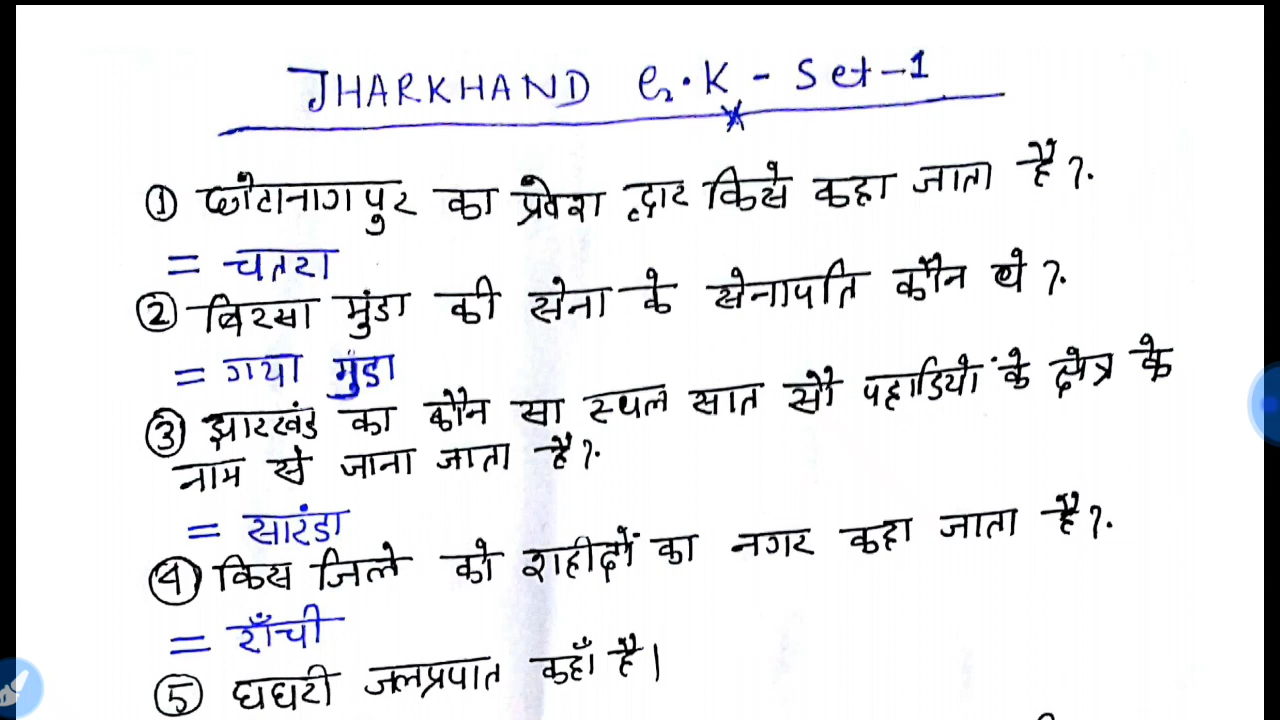 JHARKHAND G.K - Set-1
① छोटानागपुर का प्रवेश द्वार किसे कहा जाता है?.
= चतरा
② बिरसा मुंडा की सेना के सेनापति कौन थे?.
= गया मुंडा
③ झारखंड का कौन सा स्थल सात सौ पहाडियों के क्षेत्र के
नाम से जाना जाता है?.
= सारंडा
④ किस जिले को शहीदों का नगर कहा जाता है?.
= राँची
⑤ घघरी जलप्रपात कहाँ है।